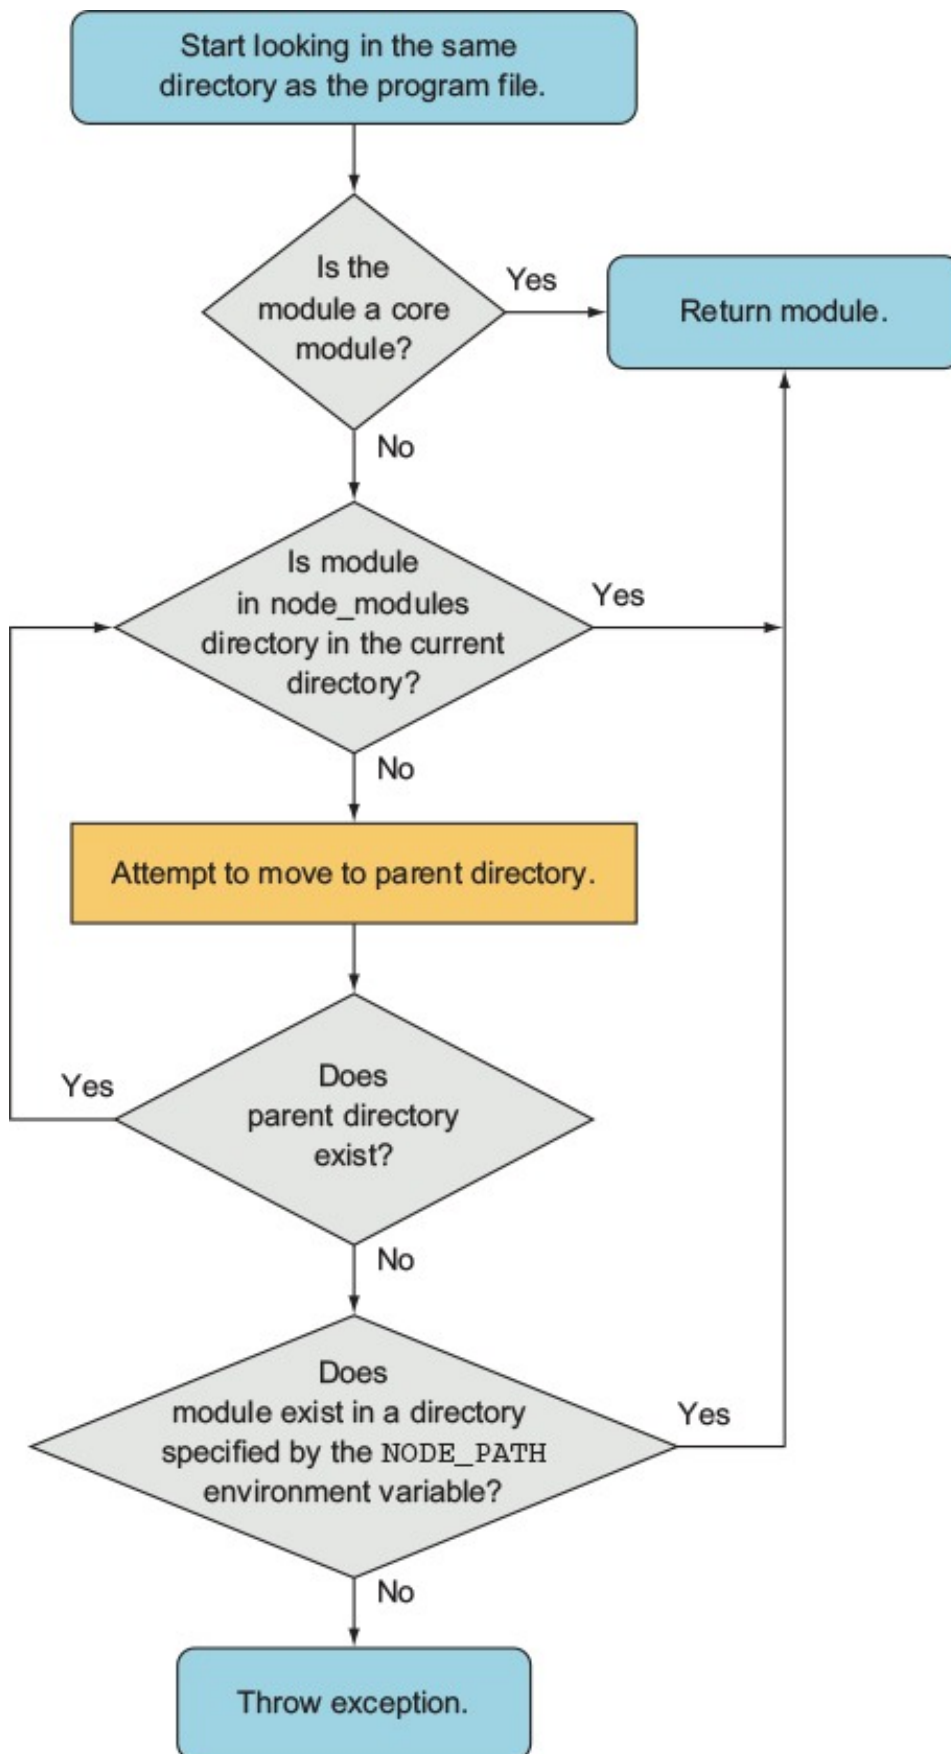 Start looking in the same
directory as the program file.
Is the
module a core
module?
Yes
Return module.
No
Is module
in node_modules
directory in the current
directory?
Yes
No
Attempt to move to parent directory.
Does
parent directory
exist?
Yes
No
Does
module exist in a directory
specified by the NODE_PATH
environment variable?
Yes
No
Throw exception.